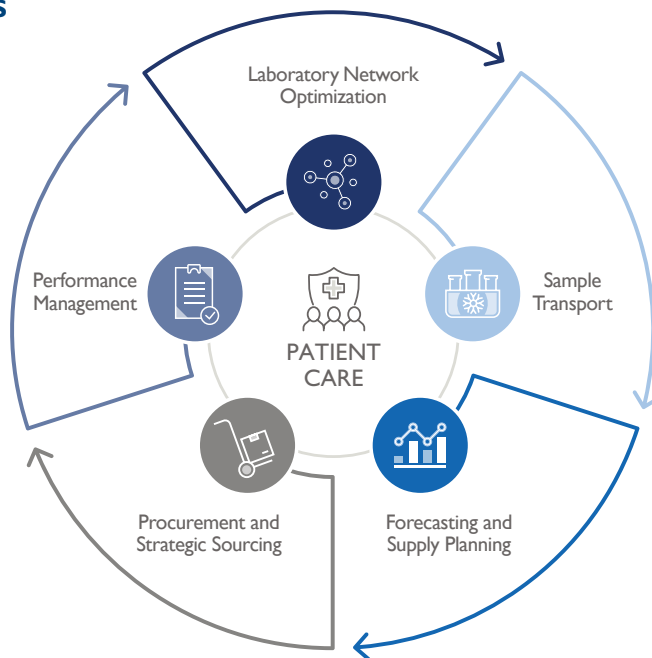 s
Laboratory Network
Optimization
Performance
Management
Sample
Transport
PATIENT
CARE
Procurement and
Strategic Sourcing
Forecasting and
Supply Planning